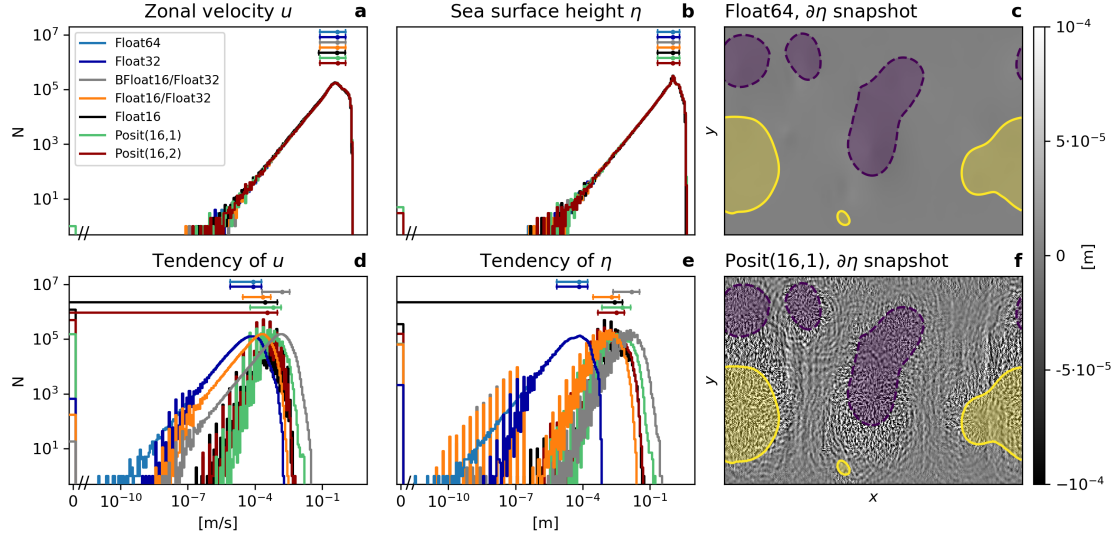 Zonal velocity u a
Sea surface height η b
Float64, ∂η snapshot c
10⁷
10⁵
10³
10¹
N
Float64
Float32
BFloat16/Float32
Float16/Float32
Float16
Posit(16,1)
Posit(16,2)
y
10⁻⁴
5·10⁻⁵
0
-5·10⁻⁵
−10⁻⁴
[m]
Tendency of u d
Tendency of η e
Posit(16,1), ∂η snapshot f
10⁷
10⁵
10³
10¹
N
y
0 10⁻¹⁰ 10⁻⁷ 10⁻⁴ 10⁻¹
0 10⁻¹⁰ 10⁻⁷ 10⁻⁴ 10⁻¹
[m/s]
[m]
x